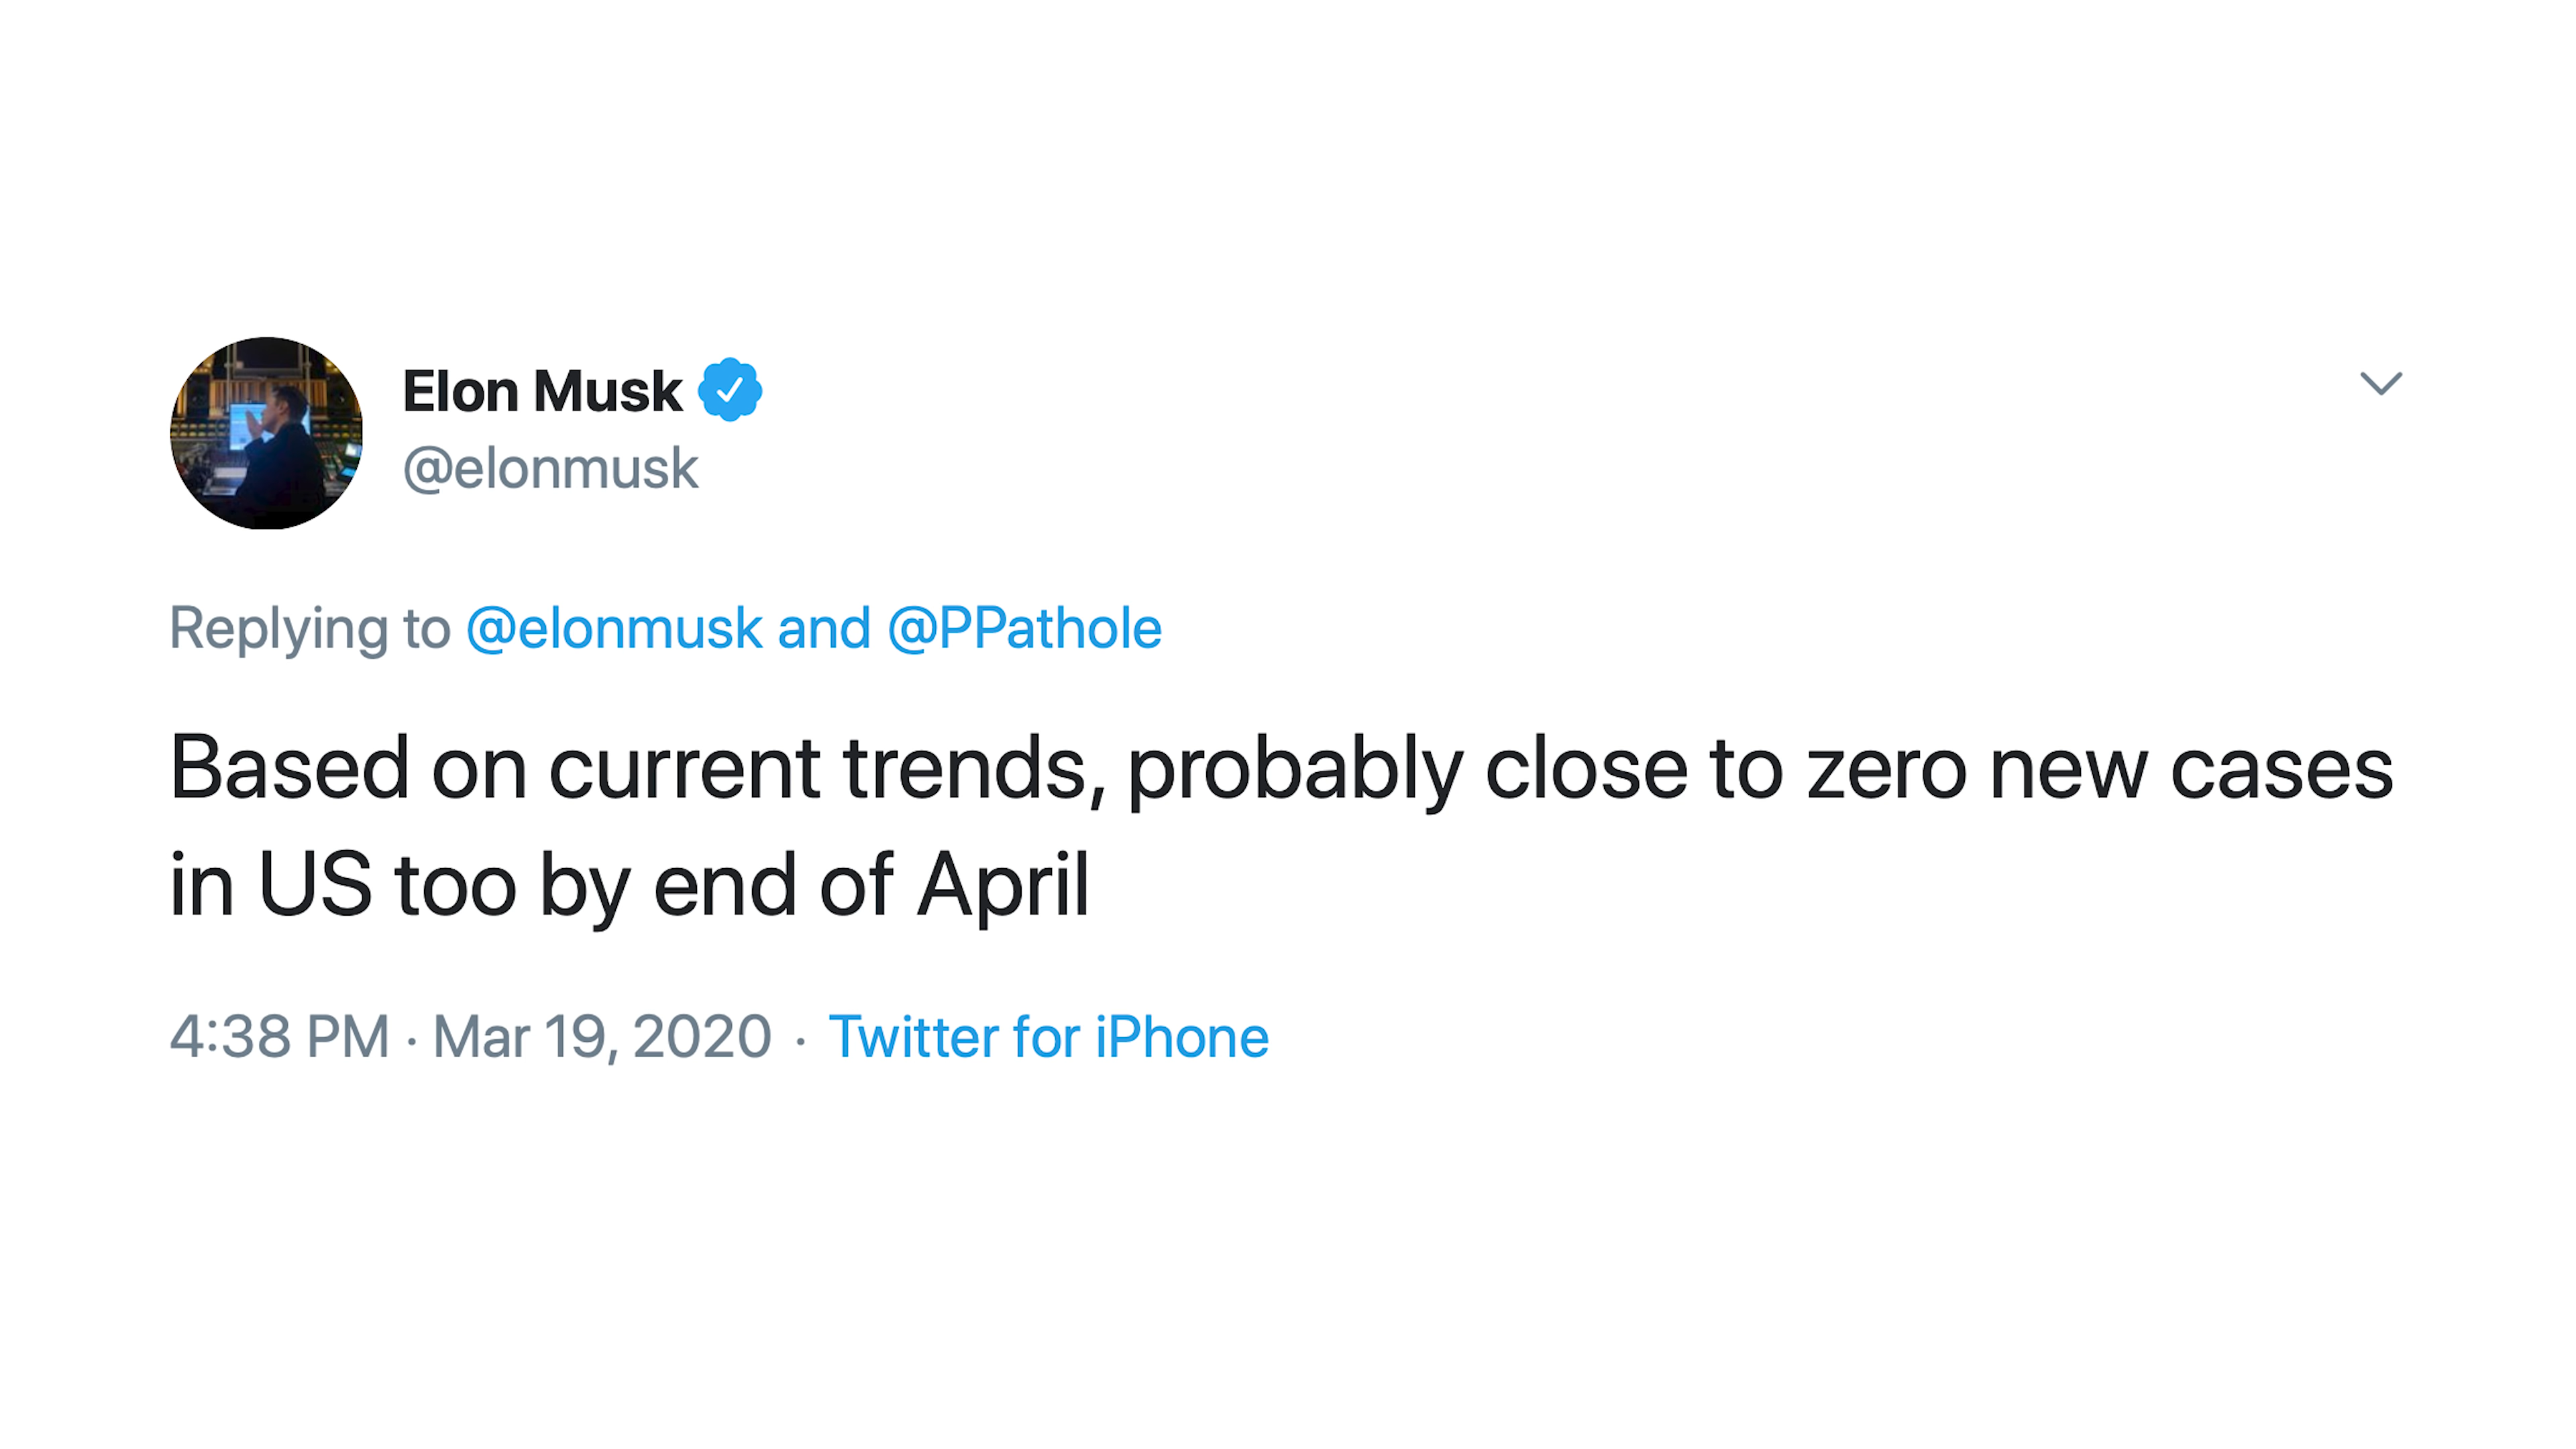 Elon Musk
@elonmusk
Replying to @elonmusk and @PPathole
Based on current trends, probably close to zero new cases
in US too by end of April
4:38 PM · Mar 19, 2020 · Twitter for iPhone